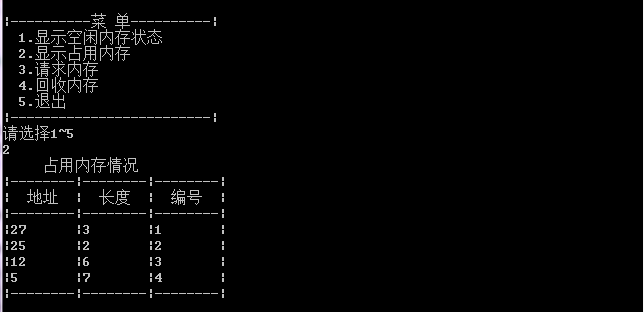 ¦----------菜 单----------¦
1.显示空闲内存状态
2.显示占用内存
3.请求内存
4.回收内存
5.退出
¦-------------------------¦
请选择1~5
2
占用内存情况
¦--------¦--------¦--------¦
¦ 地址 ¦ 长度 ¦ 编号 ¦
¦--------¦--------¦--------¦
¦27 ¦3 ¦1 ¦
¦25 ¦2 ¦2 ¦
¦12 ¦6 ¦3 ¦
¦5 ¦7 ¦4 ¦
¦--------¦--------¦--------¦